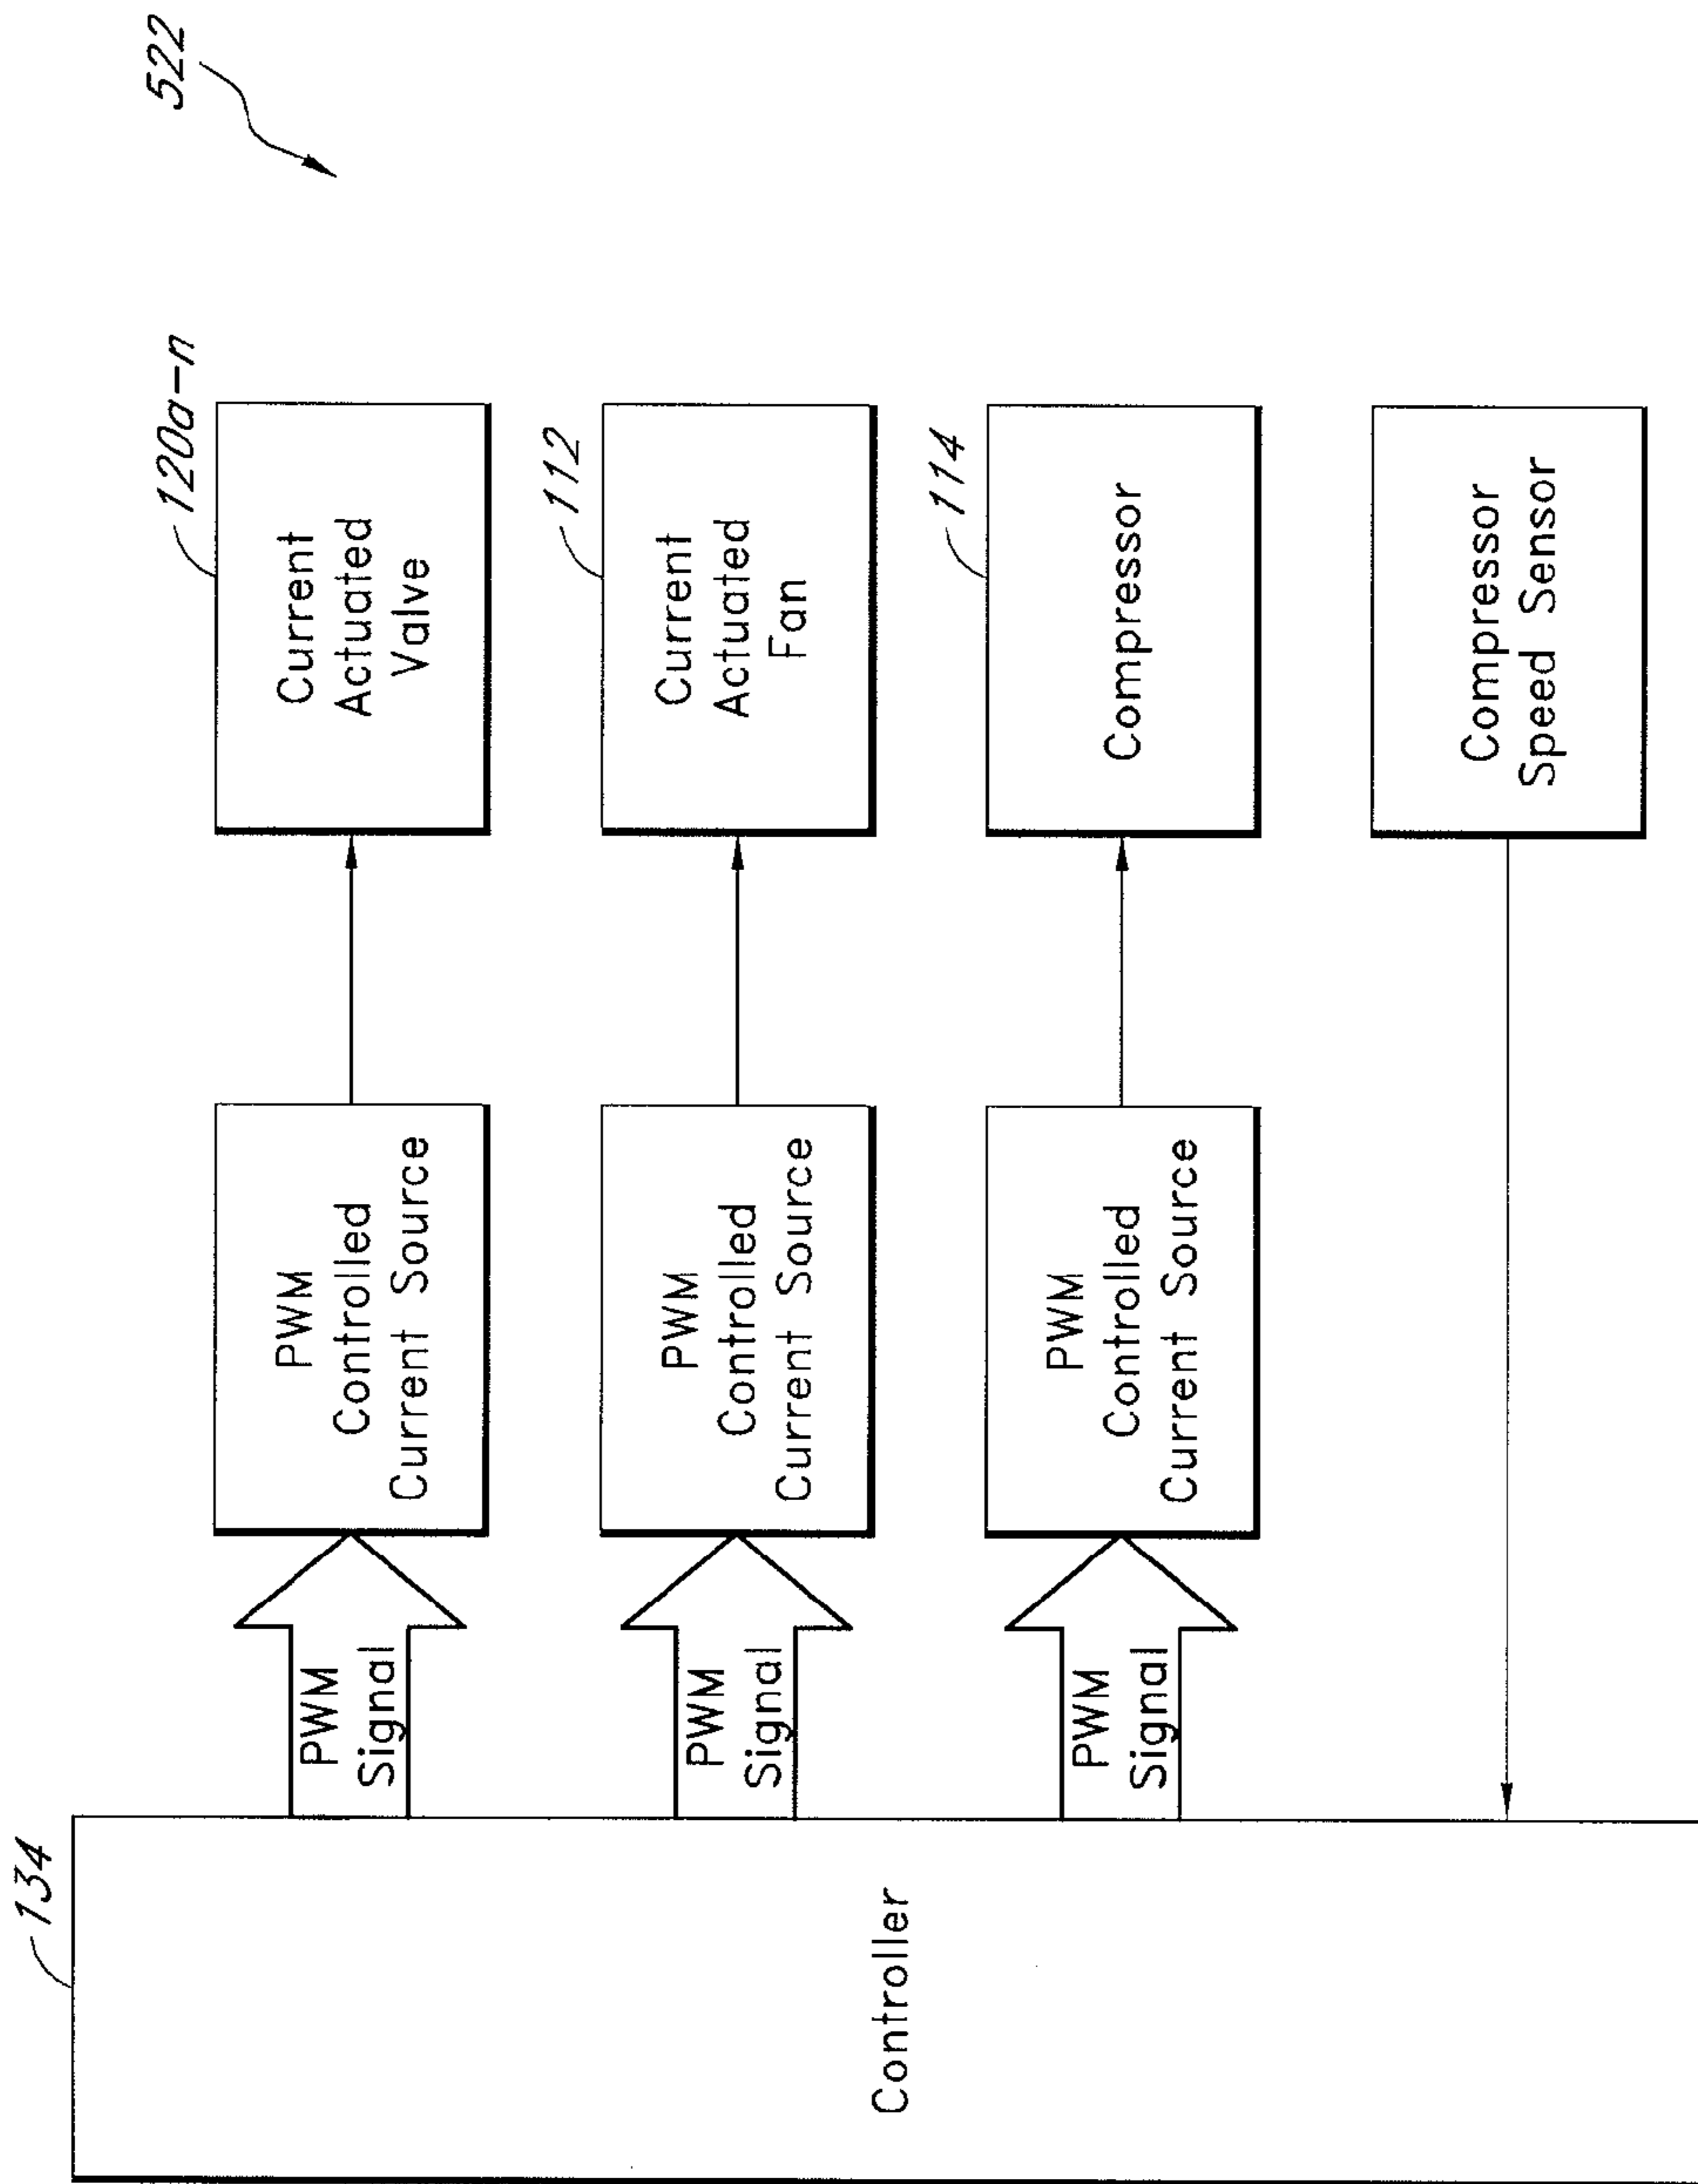 522
134
Controller
PWM
Signal
PWM
Controlled
Current Source
120a-n
Current
Actuated
Valve
PWM
Signal
PWM
Controlled
Current Source
112
Current
Actuated
Fan
PWM
Signal
PWM
Controlled
Current Source
114
Compressor
Compressor
Speed Sensor